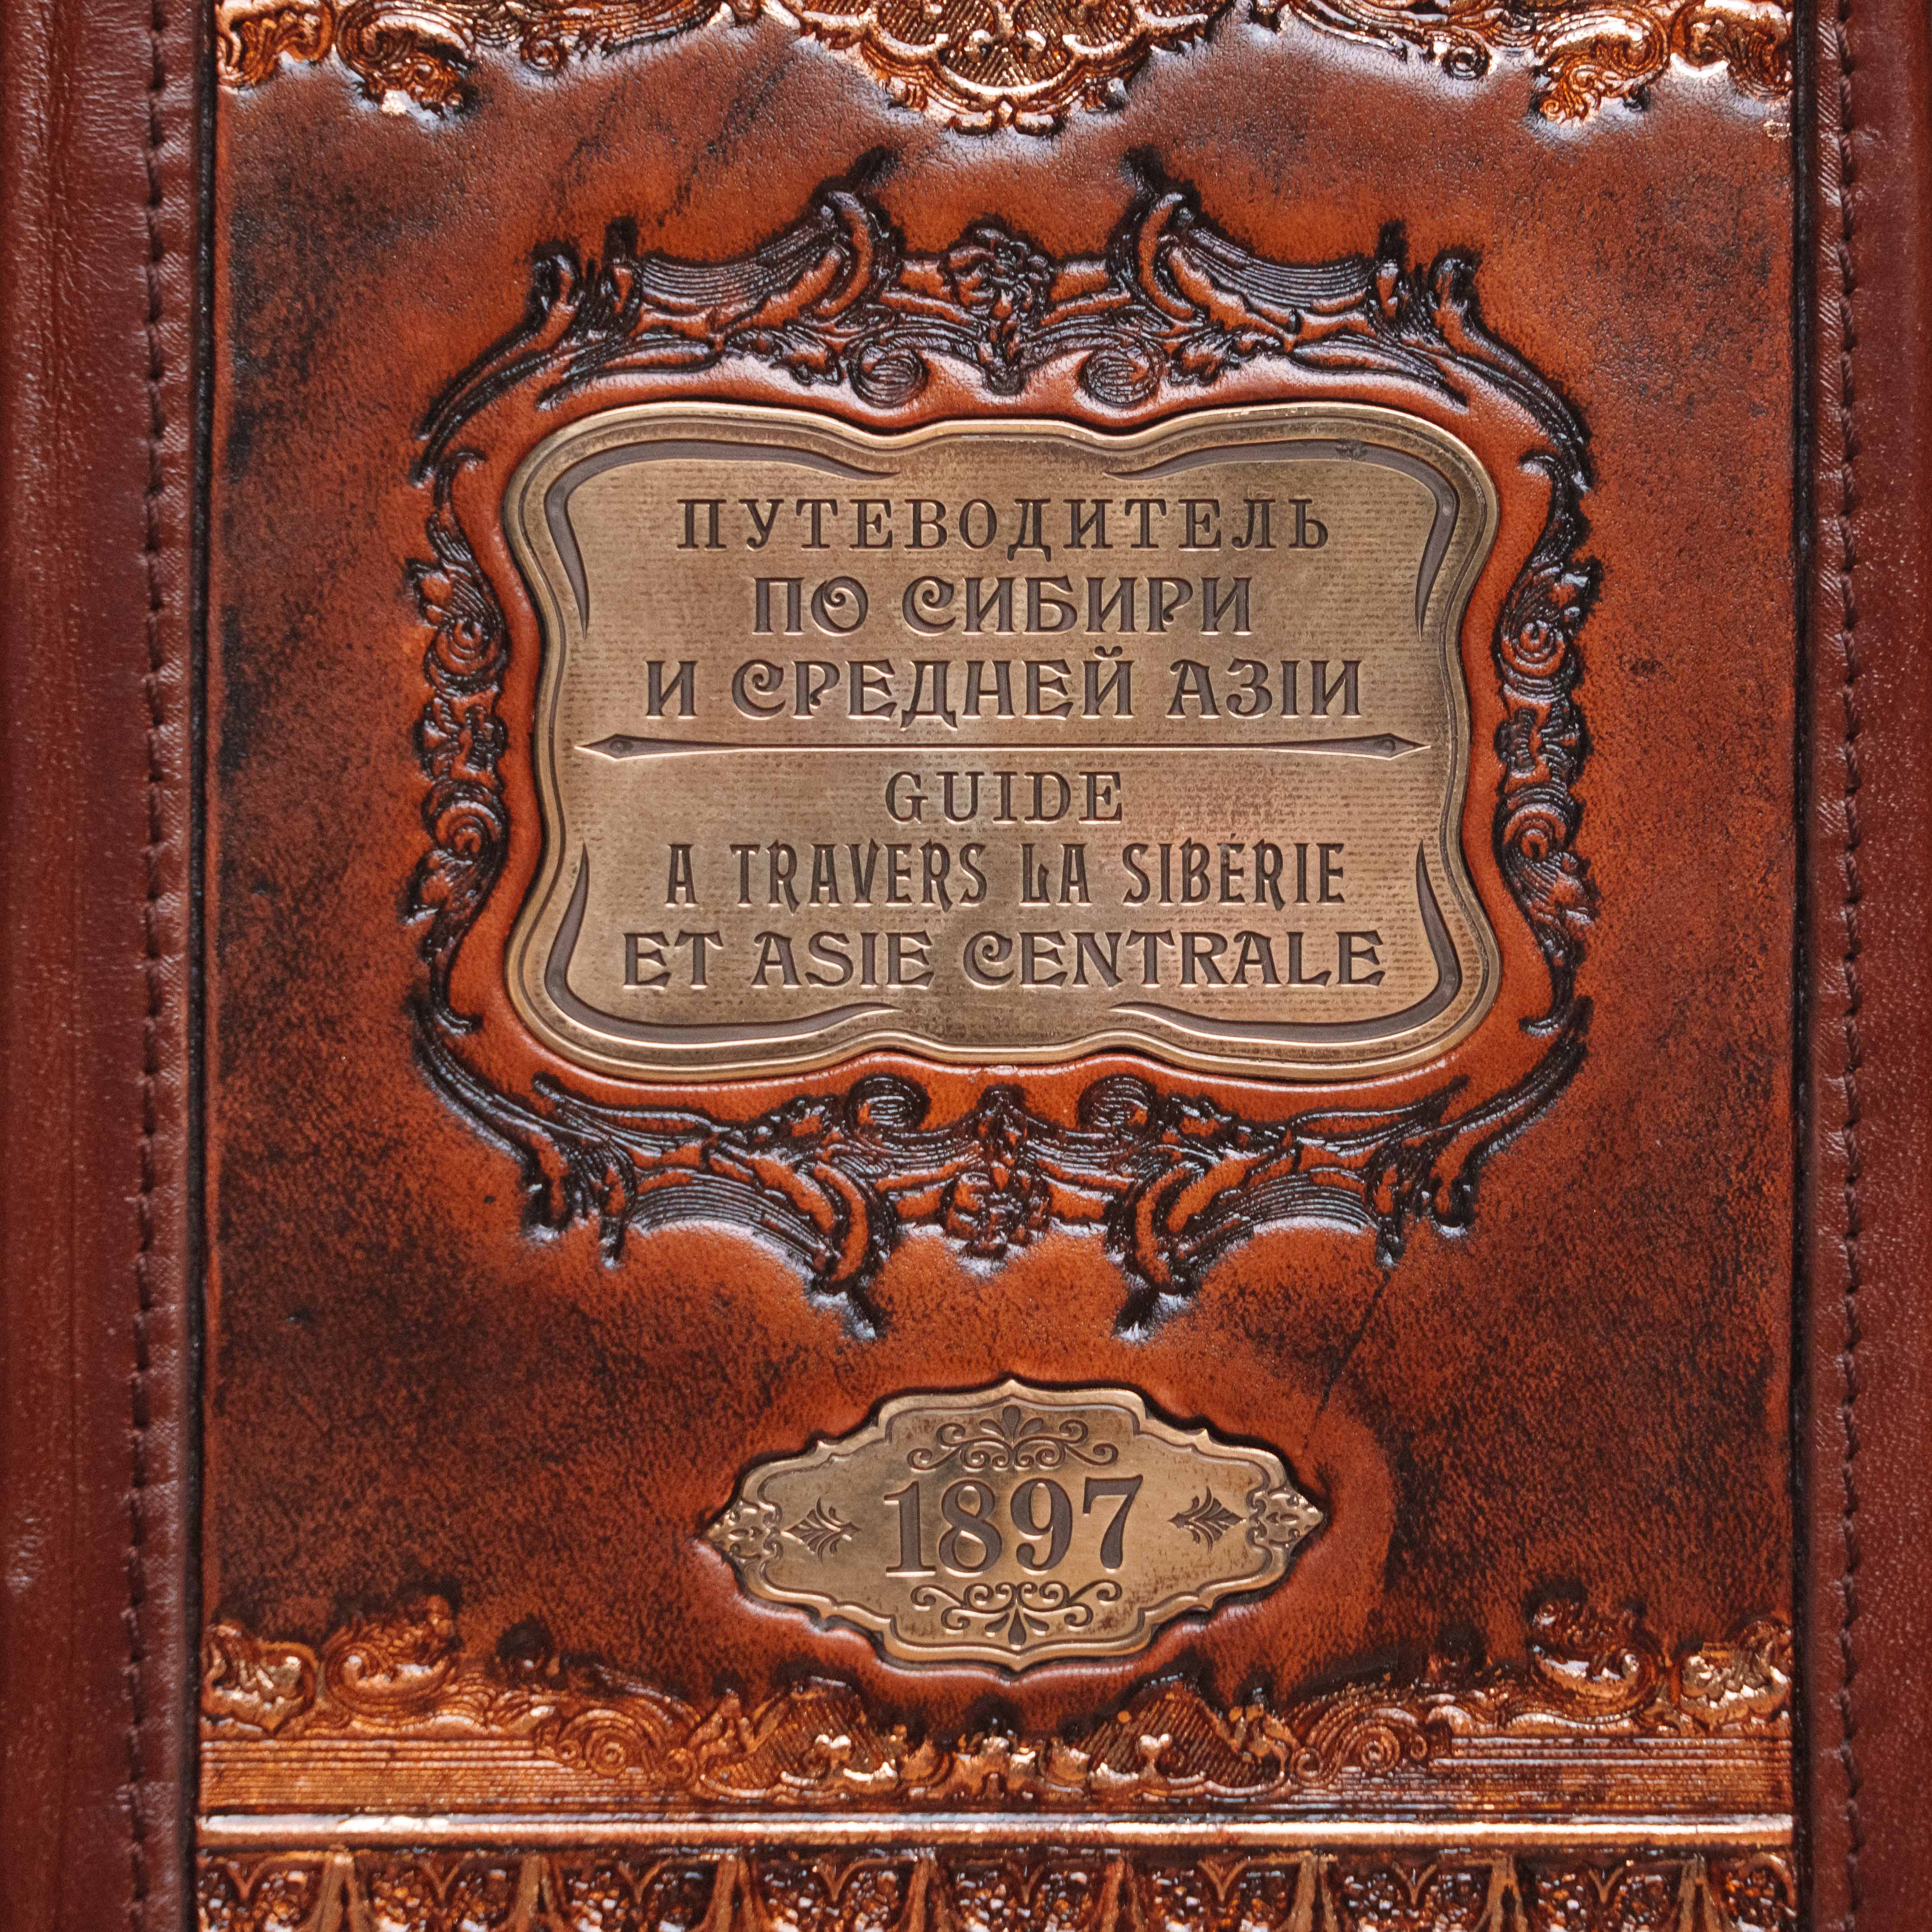 ПУТЕВОДИТЕЛЬ
ПО СИБИРИ
И СРЕДНЕЙ АЗІИ
GUIDE
A TRAVERS LA SIBÉRIE
ET ASIE CENTRALE
1897